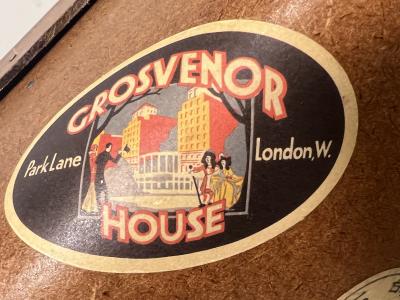 GROSVENOR
Park Lane
London, W.
HOUSE